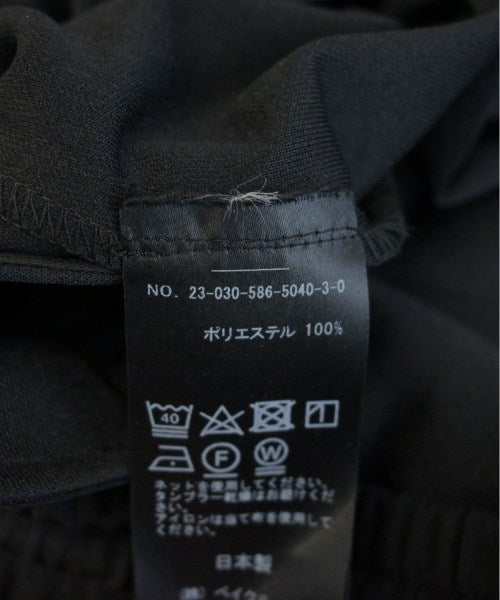 NO. 23-030-586-5040-3-0
ポリエステル 100%
40
F W
ネットを使用してください。
タンブラー乾燥はお避けくだ
さい。
アイロンは当て布を使用して
下さい。
日本製
(株) ベイク